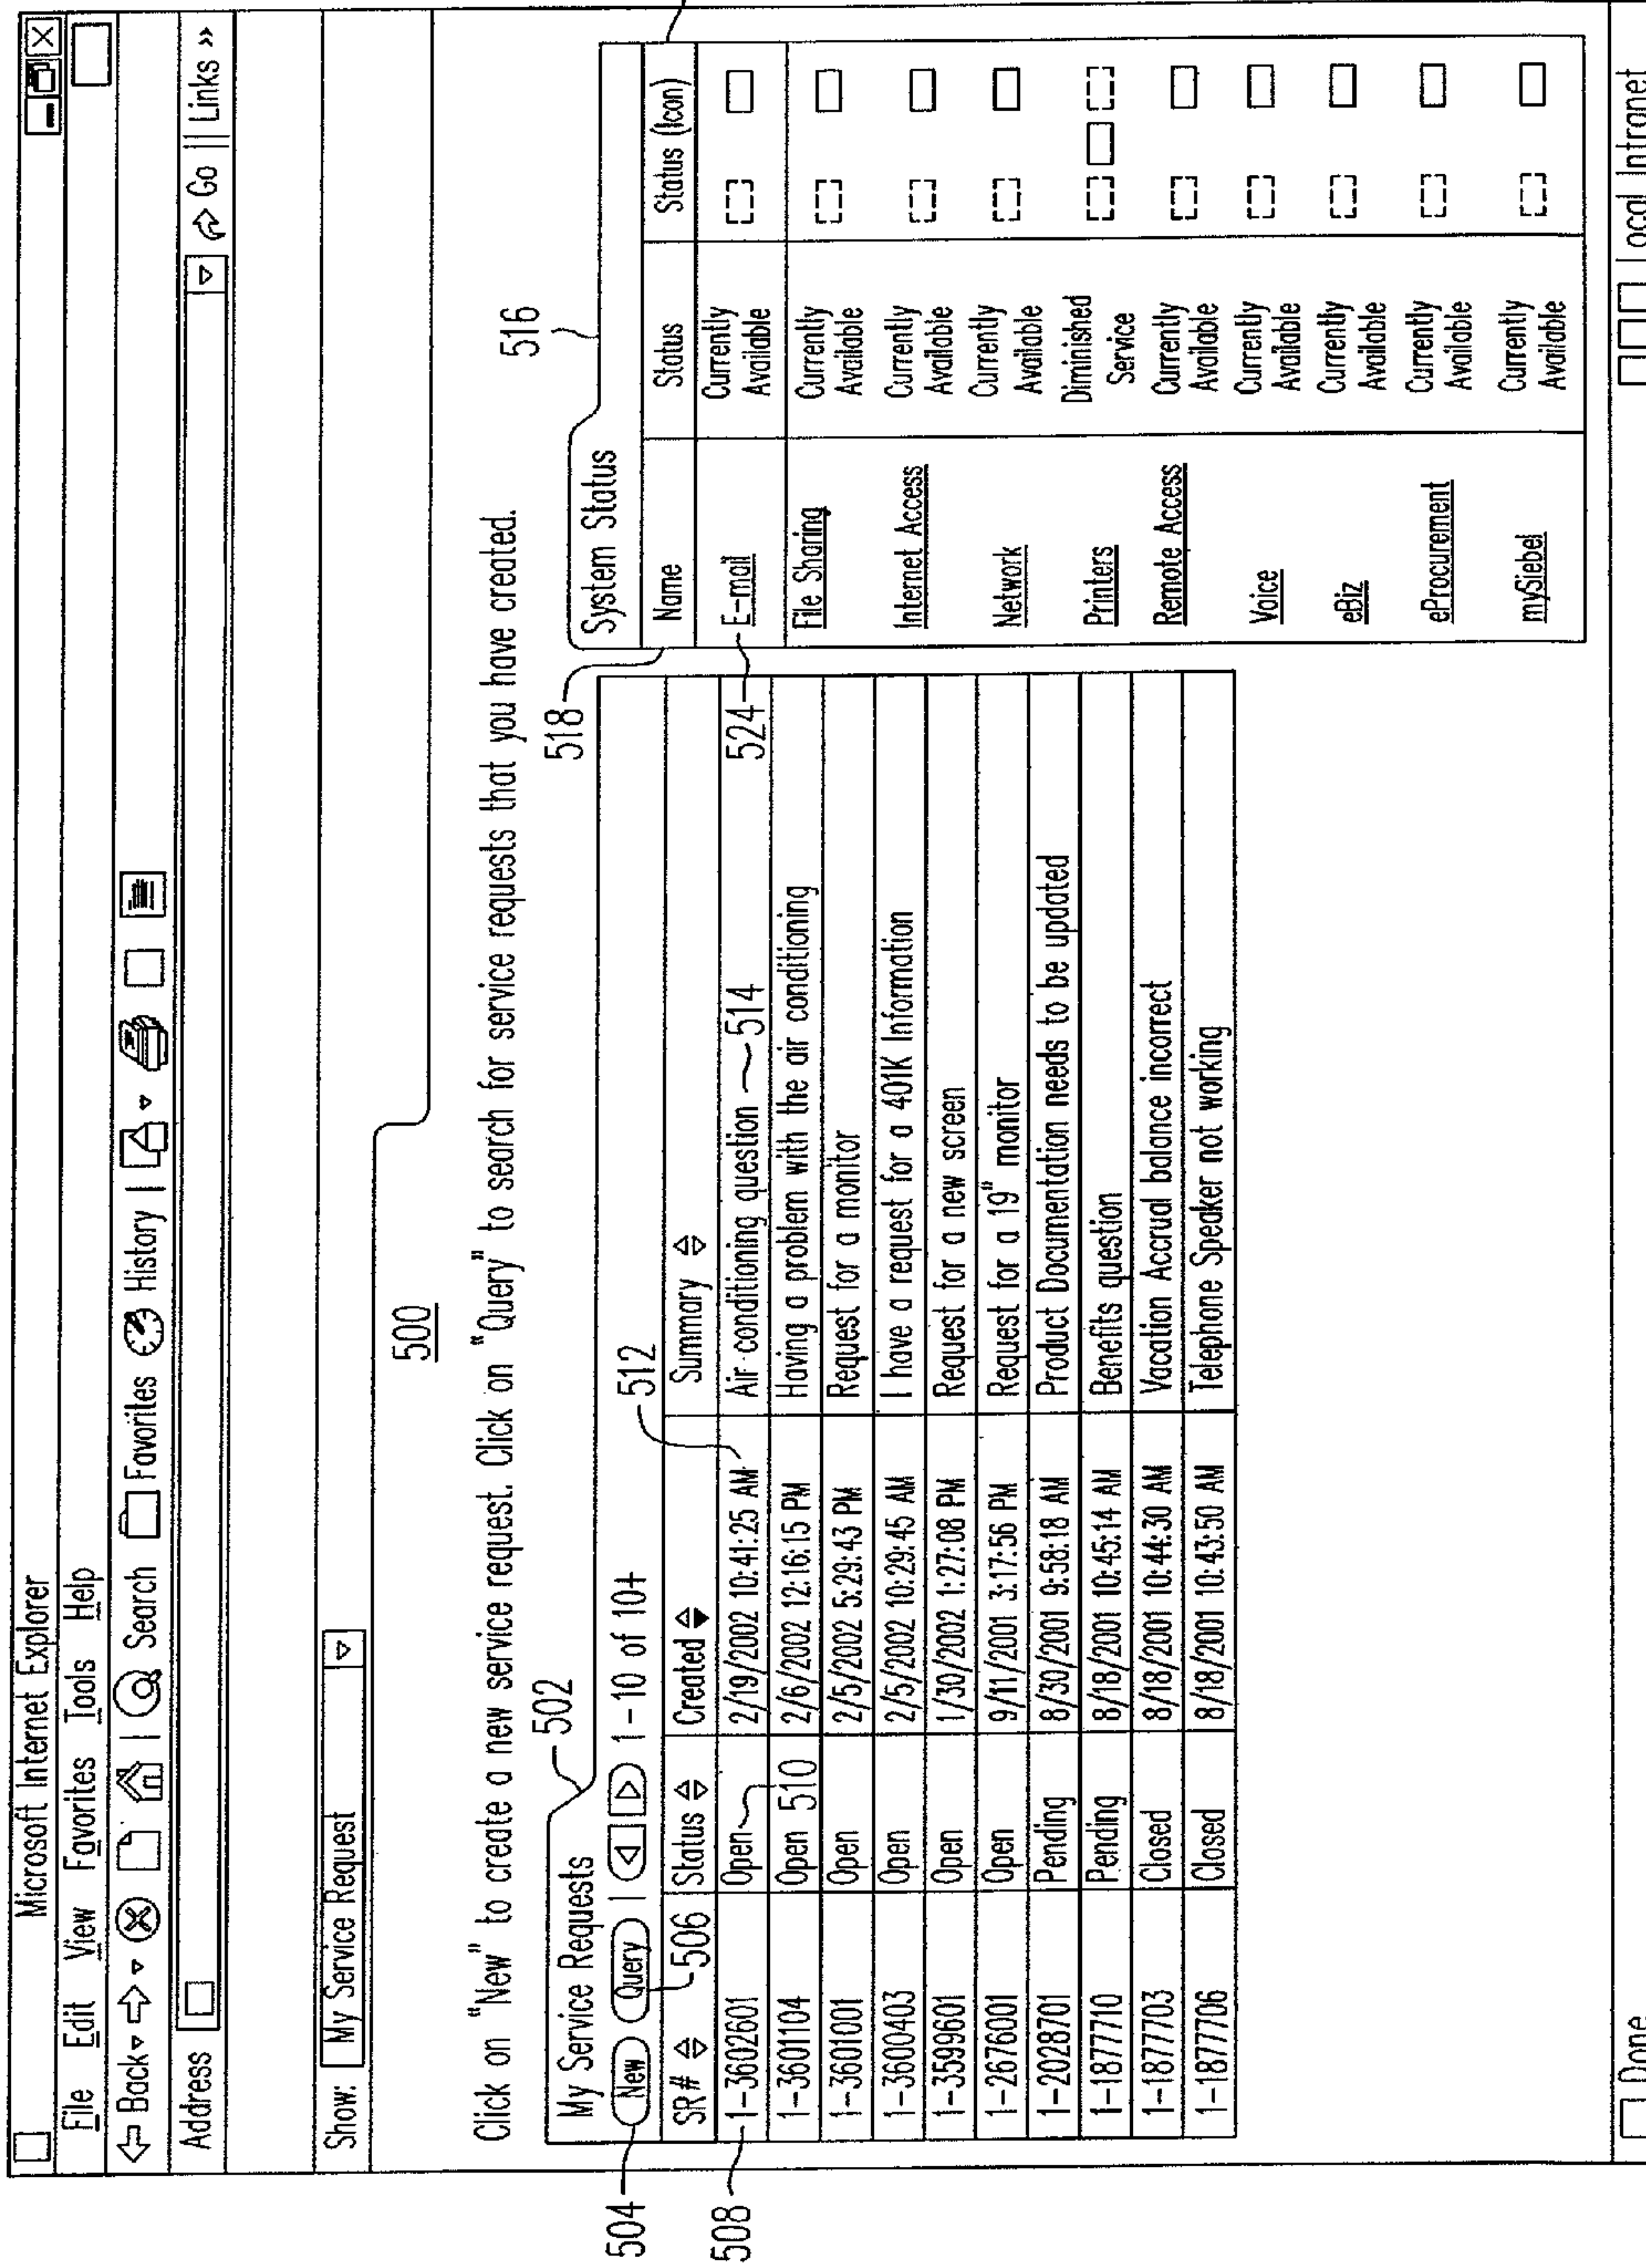 Microsoft Internet Explorer
File Edit View Favorites Tools Help
Back Search Favorites History
Address Go Links »
Show: My Service Request
500
Click on "New" to create a new service request. Click on "Query" to search for service requests that you have created.
502
516
518
504
My Service Requests
New Query 1-10 of 10+
506
512
SR # Status Created Summary
508 1-3602601 Open 510 2/19/2002 10:41:25 AM Air conditioning question 514
1-3601104 Open 2/6/2002 12:16:15 PM Having a problem with the air conditioning
1-3601001 Open 2/5/2002 5:29:43 PM Request for a monitor
1-3600403 Open 2/5/2002 10:29:45 AM I have a request for a 401K Information
1-3599601 Open 1/30/2002 1:27:08 PM Request for a new screen
1-2676001 Open 9/11/2001 3:17:56 PM Request for a 19" monitor
1-2028701 Pending 8/30/2001 9:58:18 AM Product Documentation needs to be updated
1-1877710 Pending 8/18/2001 10:45:14 AM Benefits question
1-1877703 Closed 8/18/2001 10:44:30 AM Vacation Accrual balance incorrect
1-1877706 Closed 8/18/2001 10:43:50 AM Telephone Speaker not working
System Status
Name Status Status (Icon)
524 E-mail Currently Available
File Sharing Currently Available
Internet Access Currently Available
Network Currently Available
Printers Diminished Service
Remote Access Currently Available
Voice Currently Available
eBiz Currently Available
eProcurement Currently Available
mySiebel Currently Available
Done Local Intranet